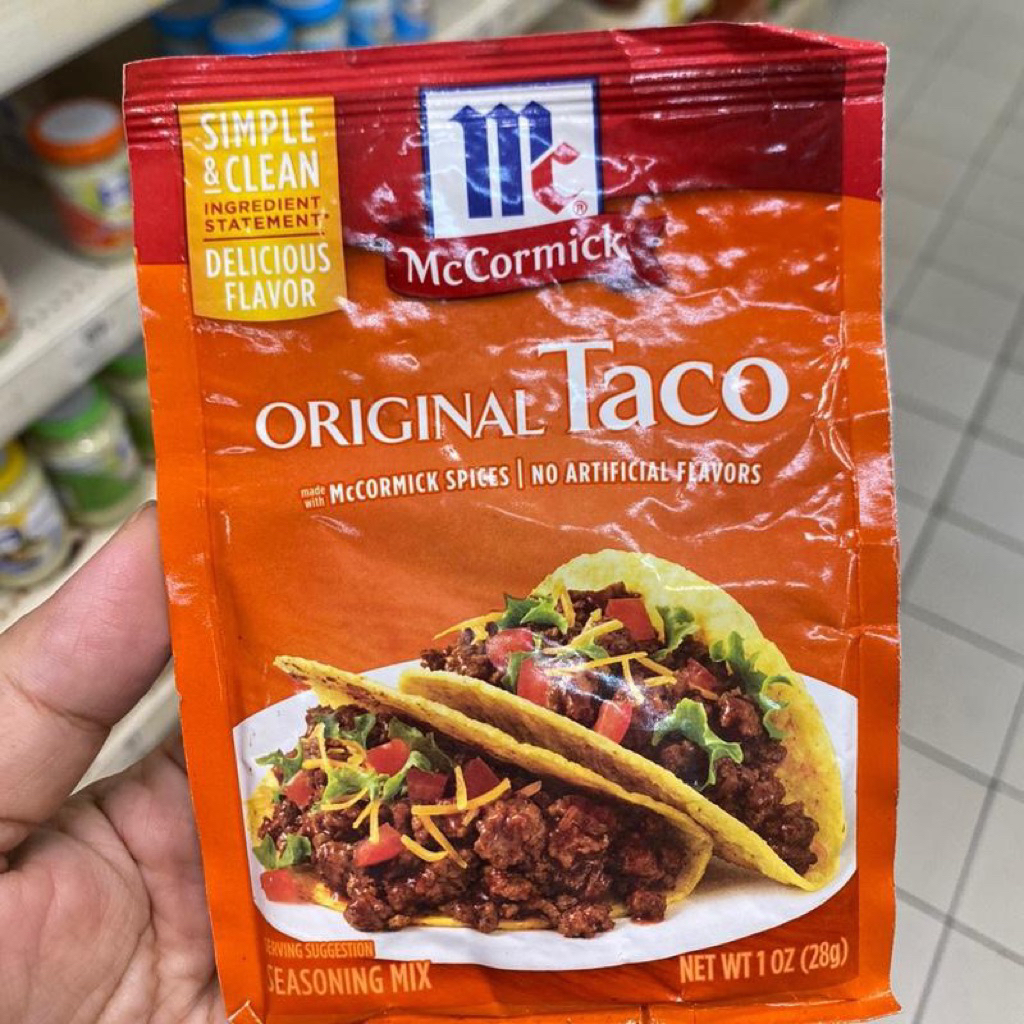 SIMPLE
& CLEAN
INGREDIENT
STATEMENT*
DELICIOUS
FLAVOR
Mc®
McCormick
ORIGINAL Taco
made with McCORMICK SPICES | NO ARTIFICIAL FLAVORS
ERVING SUGGESTION
SEASONING MIX
NET WT 1 OZ (28g)